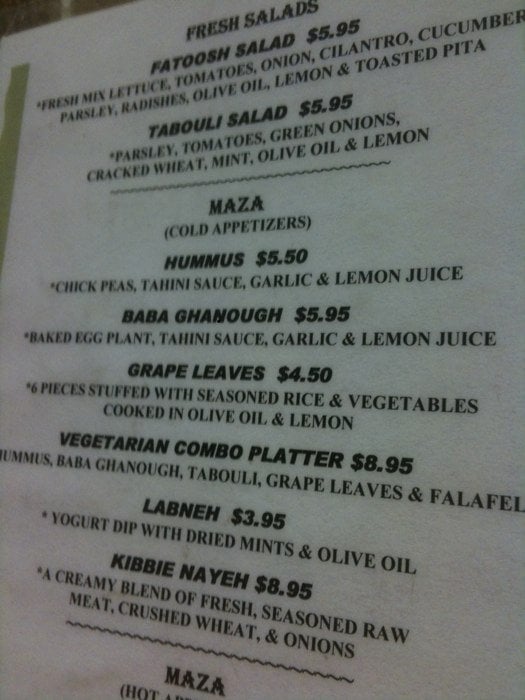 FRESH SALADS
FATOOSH SALAD $5.95
*FRESH MIX LETTUCE, TOMATOES, ONION, CILANTRO, CUCUMBER
PARSLEY, RADISHES, OLIVE OIL, LEMON & TOASTED PITA
TABOULI SALAD $5.95
*PARSLEY, TOMATOES, GREEN ONIONS,
CRACKED WHEAT, MINT, OLIVE OIL & LEMON
MAZA
(COLD APPETIZERS)
HUMMUS $5.50
*CHICK PEAS, TAHINI SAUCE, GARLIC & LEMON JUICE
BABA GHANOUGH $5.95
*BAKED EGG PLANT, TAHINI SAUCE, GARLIC & LEMON JUICE
GRAPE LEAVES $4.50
*6 PIECES STUFFED WITH SEASONED RICE & VEGETABLES
COOKED IN OLIVE OIL & LEMON
VEGETARIAN COMBO PLATTER $8.95
UMMUS, BABA GHANOUGH, TABOULI, GRAPE LEAVES & FALAFEL
LABNEH $3.95
* YOGURT DIP WITH DRIED MINTS & OLIVE OIL
KIBBIE NAYEH $8.95
*A CREAMY BLEND OF FRESH, SEASONED RAW
MEAT, CRUSHED WHEAT, & ONIONS
MAZA
(HOT